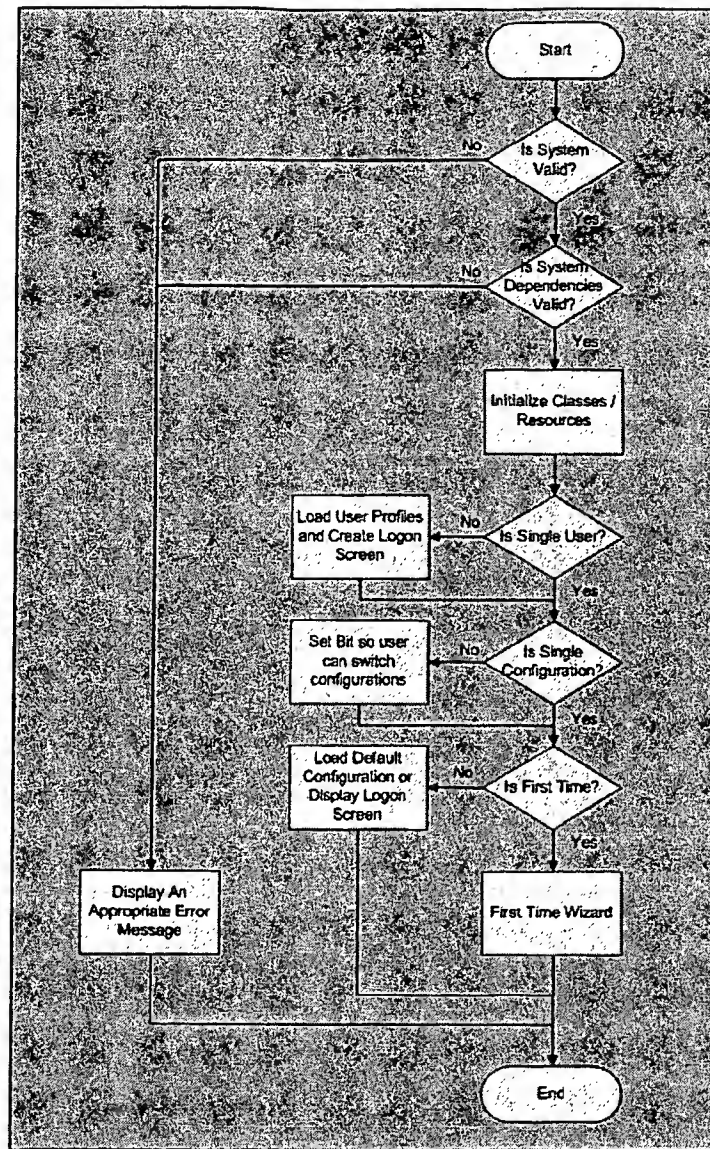 Start
No
Is System
Valid?
Yes
No
Is System
Dependencies
Valid?
Yes
Initialize Classes /
Resources
Load User Profiles
and Create Logon
Screen
No
Is Single User?
Yes
Set Bit so user
can switch
configurations
No
Is Single
Configuration?
Yes
Load Default
Configuration or
Display Logon
Screen
No
Is First Time?
Yes
Display An
Appropriate Error
Message
First Time Wizard
End